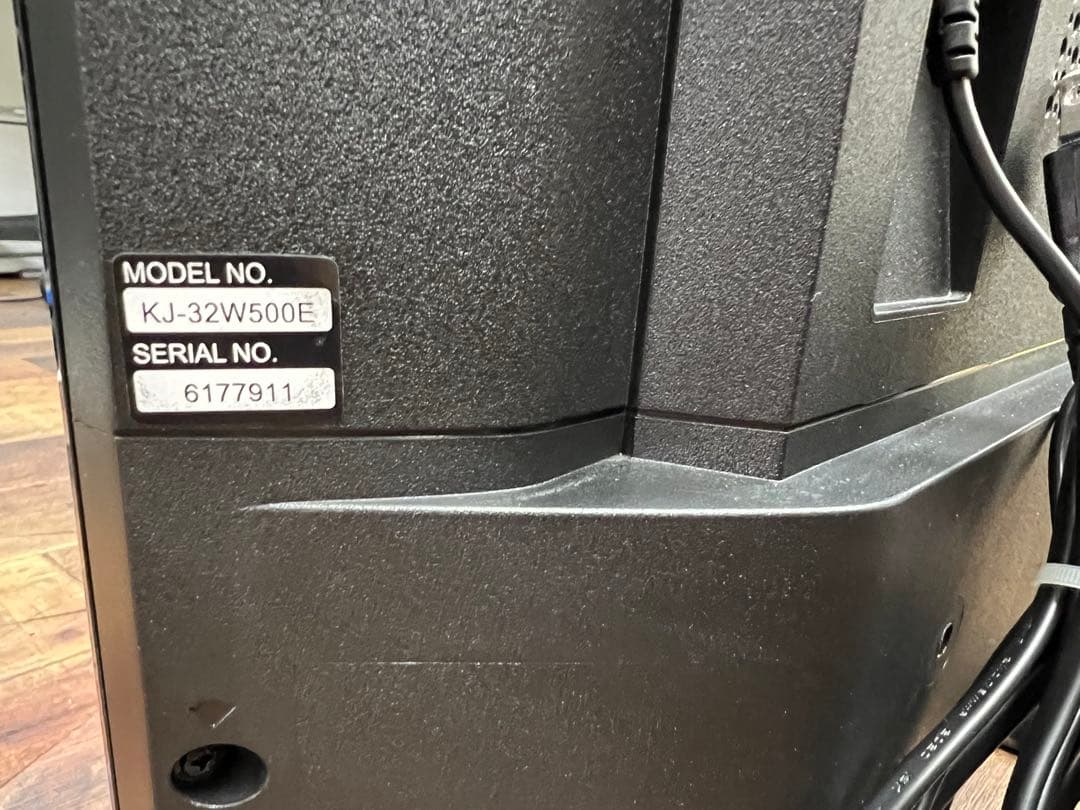 MODEL NO.
KJ-32W500E
SERIAL NO.
6177911